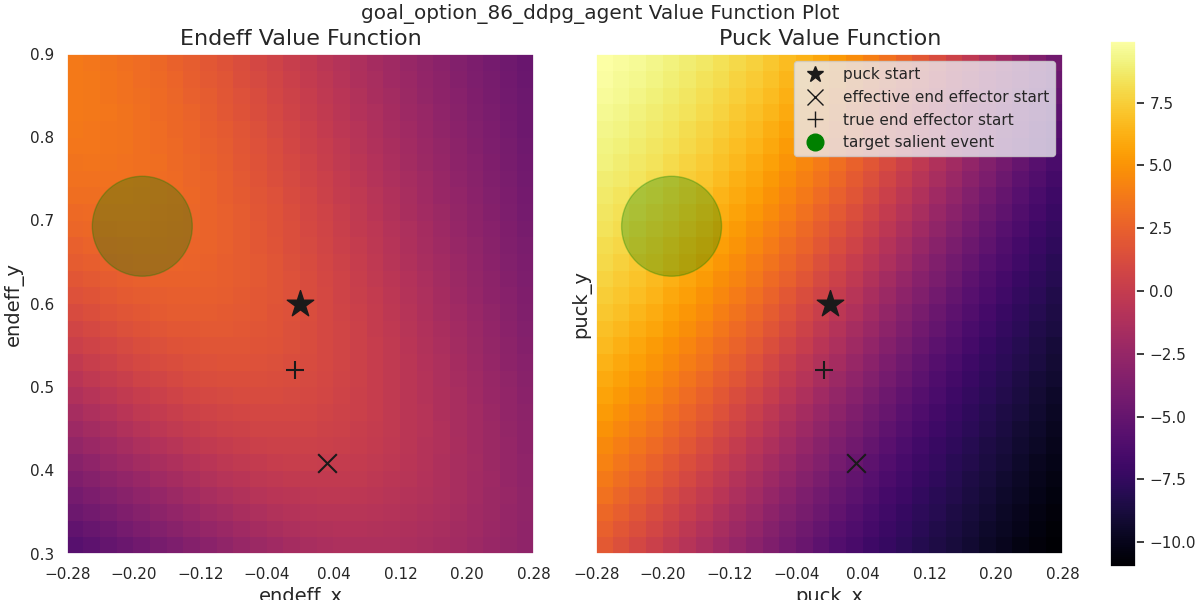 goal_option_86_ddpg_agent Value Function Plot
Endeff Value Function
Puck Value Function
0.9
0.8
0.7
0.6
0.5
0.4
0.3
endeff_y
−0.28 −0.20 −0.12 −0.04 0.04 0.12 0.20 0.28
endeff_x
puck_y
puck start
effective end effector start
true end effector start
target salient event
−0.28 −0.20 −0.12 −0.04 0.04 0.12 0.20 0.28
puck_x
7.5
5.0
2.5
0.0
−2.5
−5.0
−7.5
−10.0